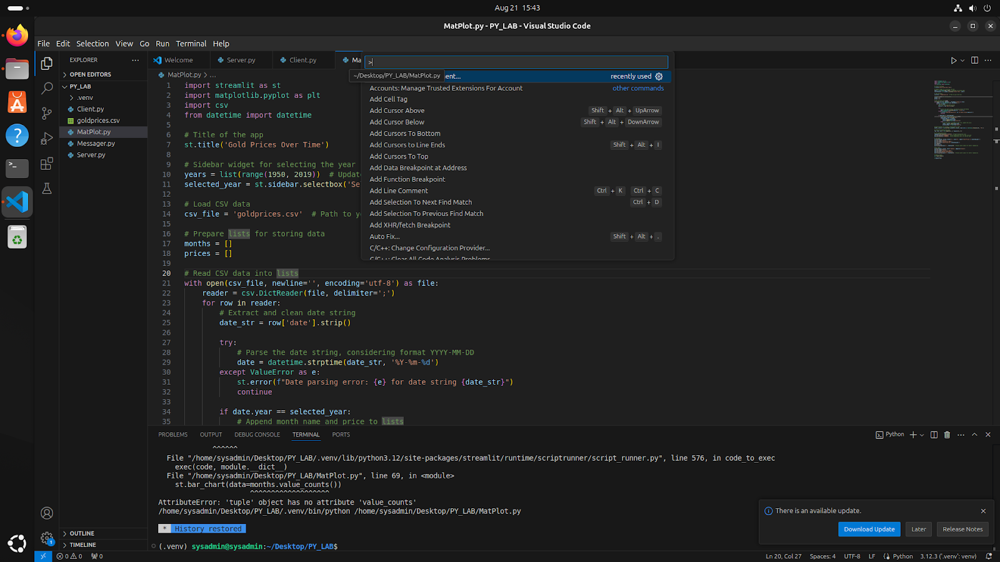 Aug 21 15:43
MatPlot.py - PY_LAB - Visual Studio Code
File Edit Selection View Go Run Terminal Help
EXPLORER
OPEN EDITORS
PY_LAB
.venv
Client.py
goldprices.csv
MatPlot.py
Messager.py
Server.py
OUTLINE
TIMELINE
Welcome Server.py Client.py Ma
MatPlot.py > ...
>
~/Desktop/PY_LAB/MatPlot.py
ent... recently used
Accounts: Manage Trusted Extensions For Account other commands
Add Cell Tag
Add Cursor Above Shift + Alt + UpArrow
Add Cursor Below Shift + Alt + DownArrow
Add Cursors To Bottom
Add Cursors to Line Ends Shift + Alt + I
Add Cursors To Top
Add Data Breakpoint at Address
Add Function Breakpoint
Add Line Comment Ctrl + K Ctrl + C
Add Selection To Next Find Match Ctrl + D
Add Selection To Previous Find Match
Add XHR/fetch Breakpoint
Auto Fix... Shift + Alt + .
C/C++: Change Configuration Provider...
C/C++: Clear All Code Analysis Problems
1 import streamlit as st
2 import matplotlib.pyplot as plt
3 import csv
4 from datetime import datetime
5
6 # Title of the app
7 st.title('Gold Prices Over Time')
8
9 # Sidebar widget for selecting the year
10 years = list(range(1950, 2019)) # Updat
11 selected_year = st.sidebar.selectbox('Se
12
13 # Load CSV data
14 csv_file = 'goldprices.csv' # Path to y
15
16 # Prepare lists for storing data
17 months = []
18 prices = []
19
20 # Read CSV data into lists
21 with open(csv_file, newline='', encoding='utf-8') as file:
22 reader = csv.DictReader(file, delimiter=';')
23 for row in reader:
24 # Extract and clean date string
25 date_str = row['date'].strip()
26
27 try:
28 # Parse the date string, considering format YYYY-MM-DD
29 date = datetime.strptime(date_str, '%Y-%m-%d')
30 except ValueError as e:
31 st.error(f"Date parsing error: {e} for date string {date_str}")
32 continue
33
34 if date.year == selected_year:
35 # Append month name and price to lists
PROBLEMS OUTPUT DEBUG CONSOLE TERMINAL PORTS Python
^^^^^^
File "/home/sysadmin/Desktop/PY_LAB/.venv/lib/python3.12/site-packages/streamlit/runtime/scriptrunner/script_runner.py", line 576, in code_to_exec
exec(code, module.__dict__)
File "/home/sysadmin/Desktop/PY_LAB/MatPlot.py", line 69, in <module>
st.bar_chart(data=months.value_counts())
^^^^^^^^^^^^^^^^^^^
AttributeError: 'tuple' object has no attribute 'value_counts'
/home/sysadmin/Desktop/PY_LAB/.venv/bin/python /home/sysadmin/Desktop/PY_LAB/MatPlot.py
* History restored
(.venv) sysadmin@sysadmin:~/Desktop/PY_LAB$
There is an available update.
Download Update Later Release Notes
1
0 0 0 Ln 20, Col 27 Spaces: 4 UTF-8 LF Python 3.12.3 ('.venv': venv)